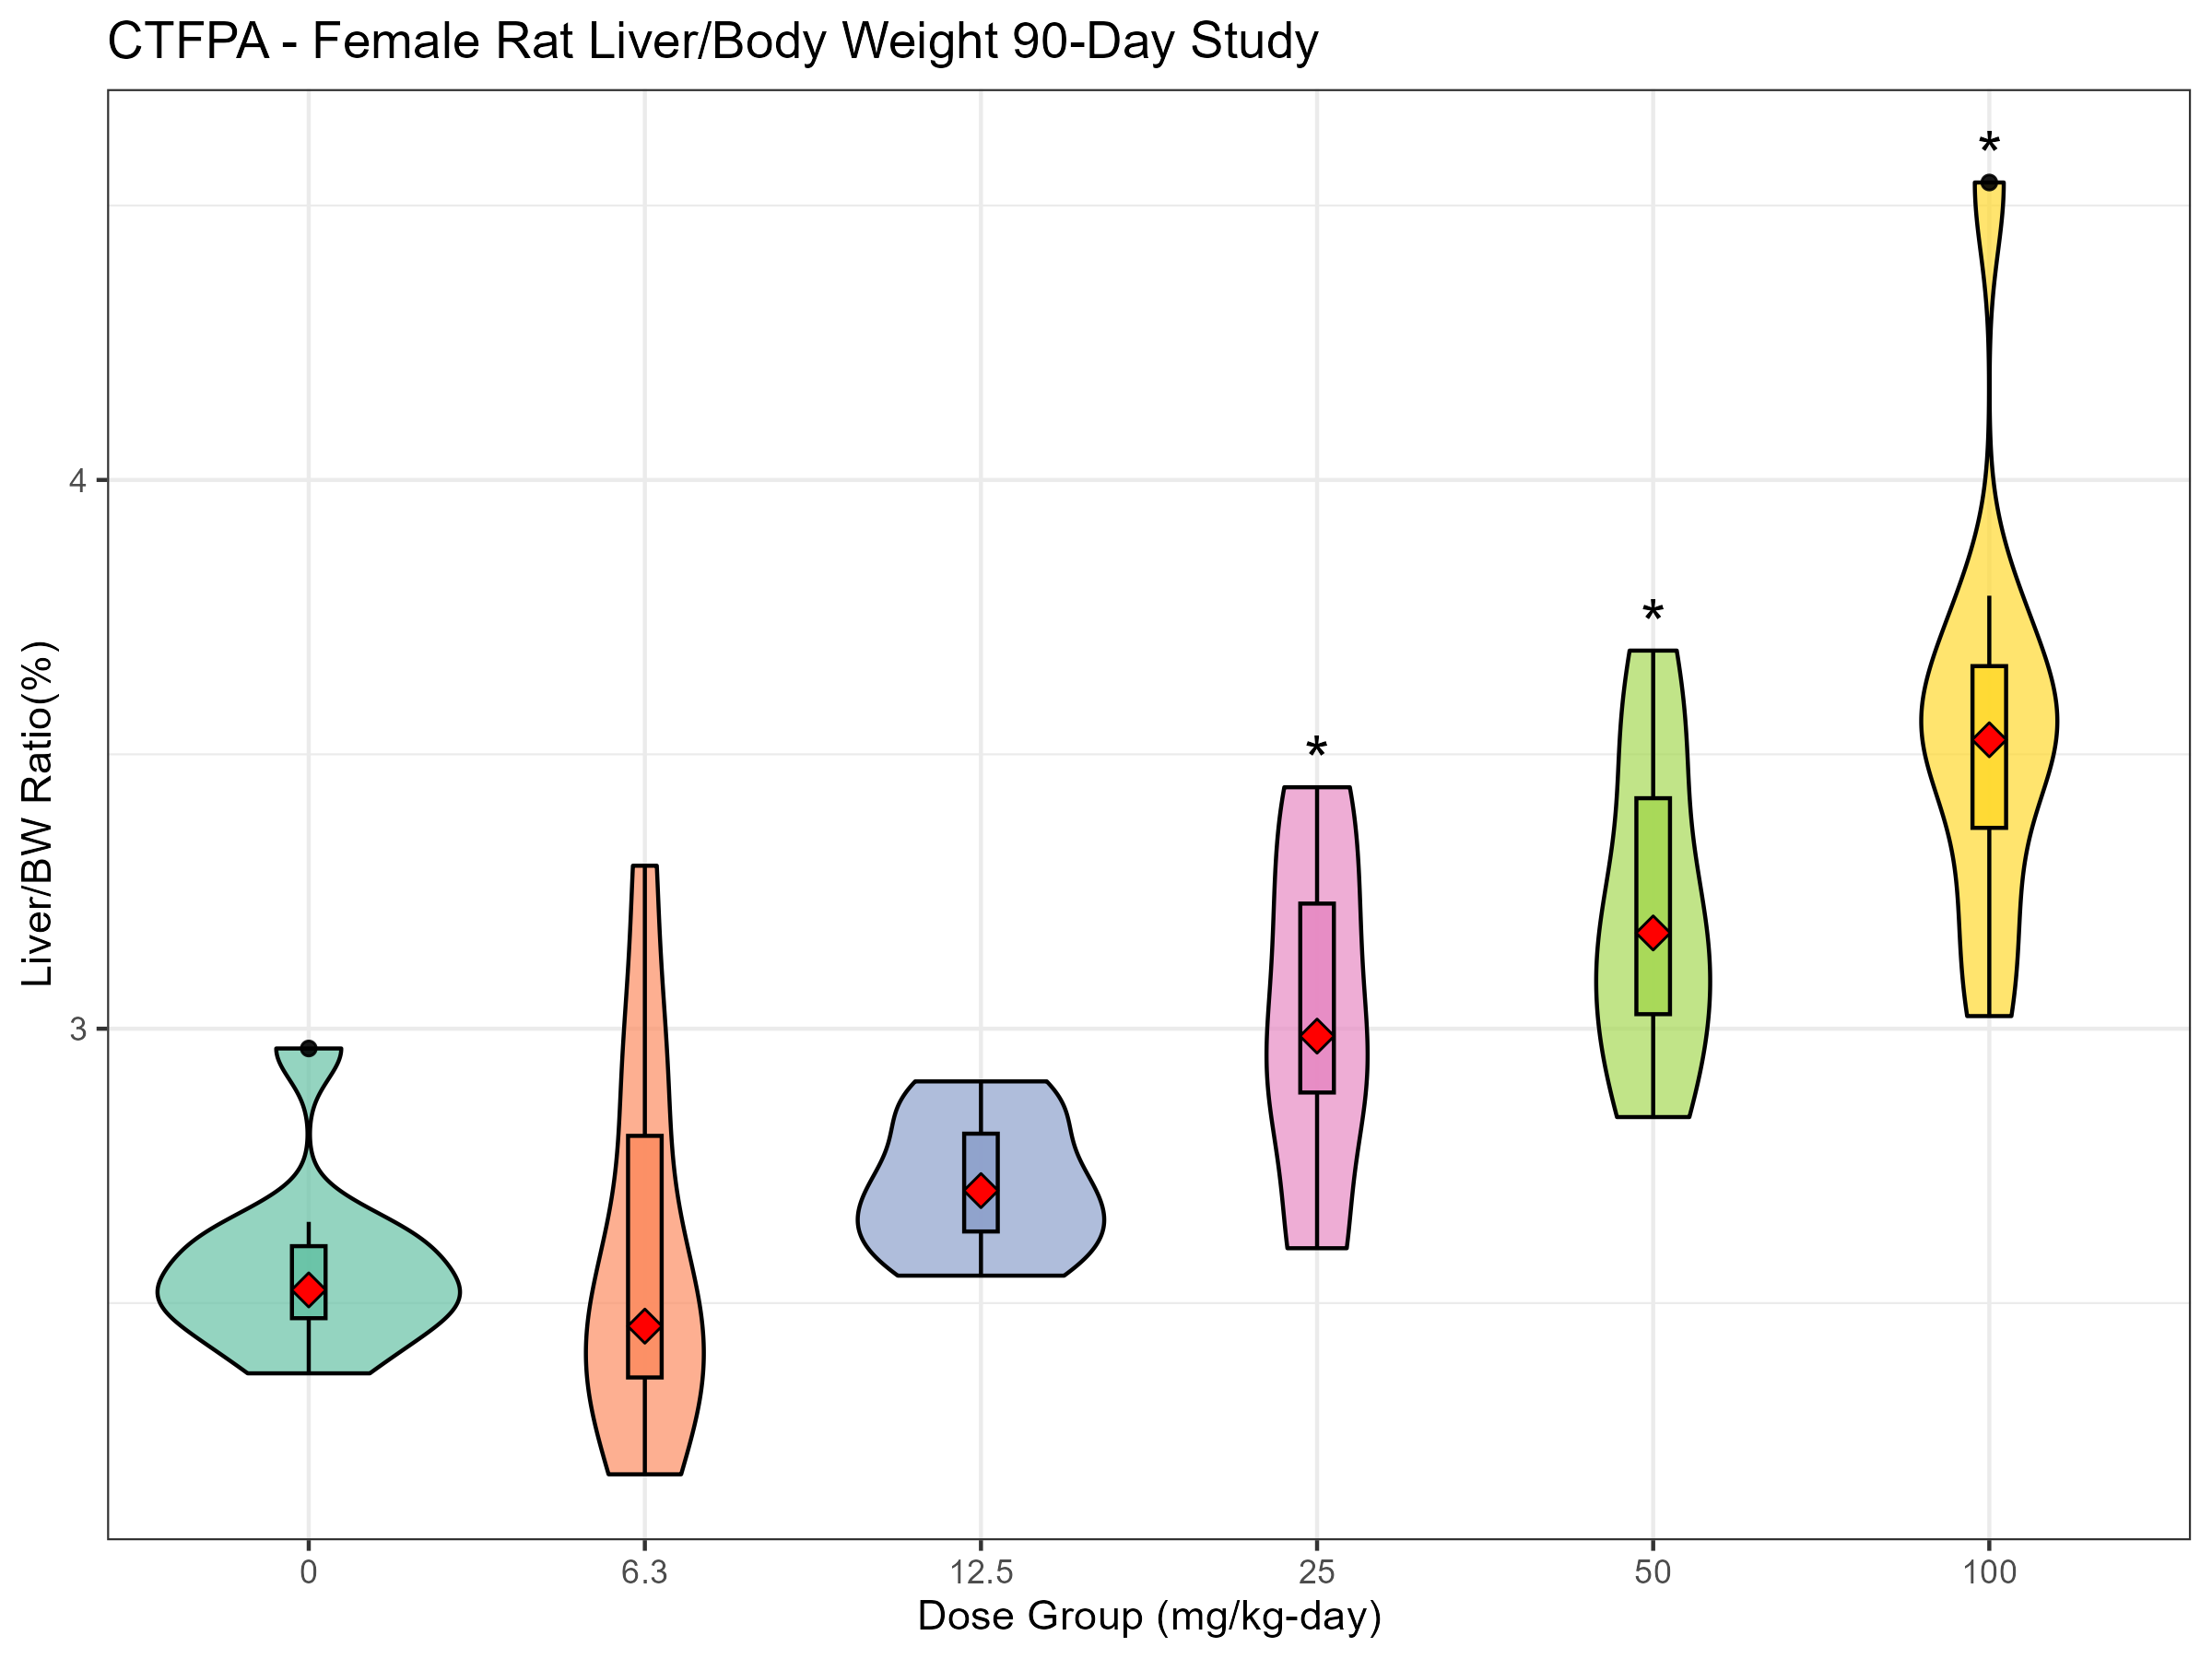 CTFPA - Female Rat Liver/Body Weight 90-Day Study
*
4
*
*
Liver/BW Ratio(%)
3
0 6.3 12.5 25 50 100
Dose Group (mg/kg-day)